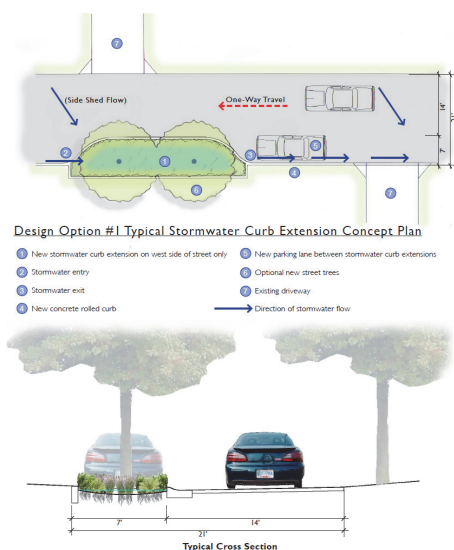 7
(Side Shed Flow)
One-Way Travel
14'
21'
2
1
3
5
7'
6
4
7
Design Option #1 Typical Stormwater Curb Extension Concept Plan
1 New stormwater curb extension on west side of street only
2 Stormwater entry
3 Stormwater exit
4 New concrete rolled curb
5 New parking lane between stormwater curb extensions
6 Optional new street trees
7 Existing driveway
Direction of stormwater flow
7'
14'
21'
Typical Cross Section